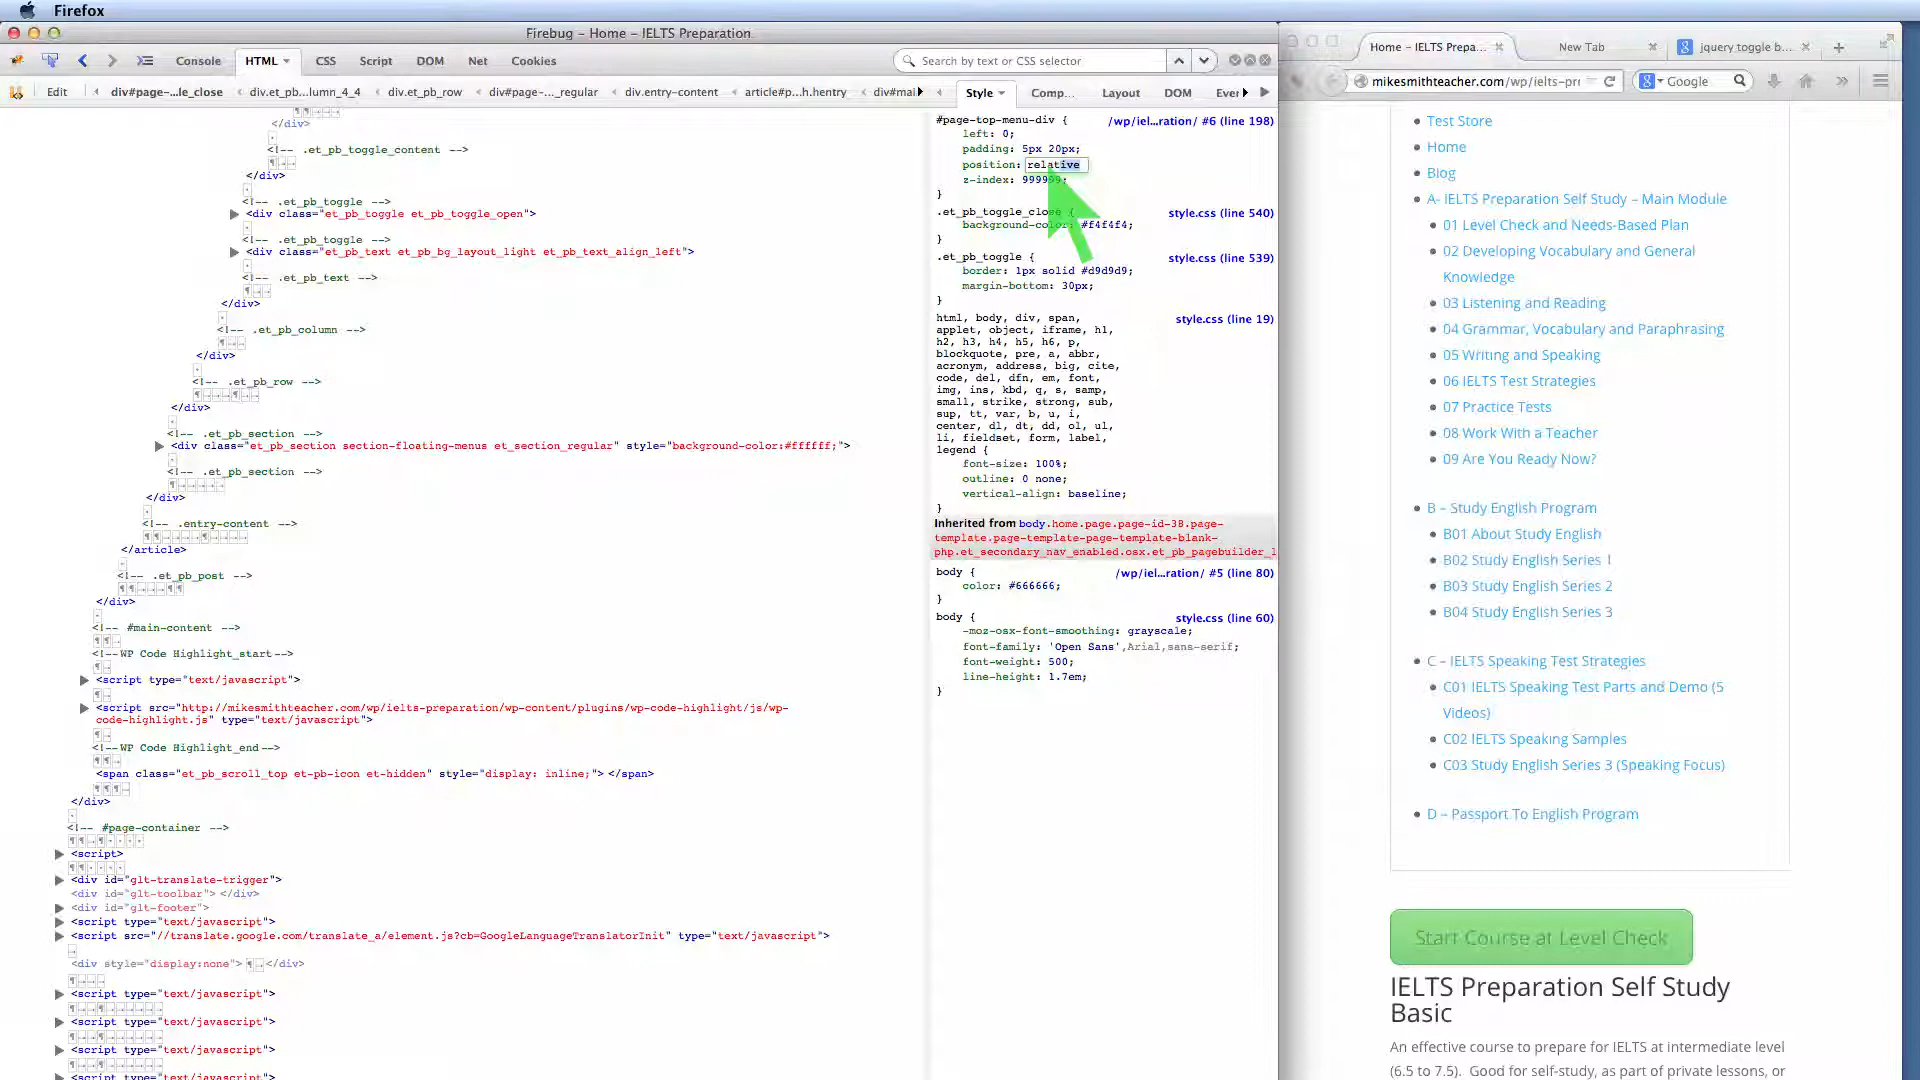 Firefox
Firebug – Home – IELTS Preparation
Console
HTML
CSS
Script
DOM
Net
Cookies
Search by text or CSS selector
Edit
div#page-...le_close
div.et_pb...lumn_4_4
div.et_pb_row
div#page-..._regular
div.entry-content
article#p...h.hentry
div#mai
</div>
<!-- .et_pb_toggle_content -->
</div>
<!-- .et_pb_toggle -->
<div class="et_pb_toggle et_pb_toggle_open">
<!-- .et_pb_toggle -->
<div class="et_pb_text et_pb_bg_layout_light et_pb_text_align_left">
<!-- .et_pb_text -->
</div>
<!-- .et_pb_column -->
</div>
<!-- .et_pb_row -->
</div>
<!-- .et_pb_section -->
<div class="et_pb_section section-floating-menus et_section_regular" style="background-color:#ffffff;">
<!-- .et_pb_section -->
</div>
<!-- .entry-content -->
</article>
<!-- .et_pb_post -->
</div>
<!-- #main-content -->
<!--WP Code Highlight_start-->
<script type="text/javascript">
<script src="http://mikesmithteacher.com/wp/ielts-preparation/wp-content/plugins/wp-code-highlight/js/wp-
code-highlight.js" type="text/javascript">
<!--WP Code Highlight_end-->
<span class="et_pb_scroll_top et-pb-icon et-hidden" style="display: inline;"> </span>
</div>
<!-- #page-container -->
<script>
<div id="glt-translate-trigger">
<div id="glt-toolbar"> </div>
<div id="glt-footer">
<script type="text/javascript">
<script src="//translate.google.com/translate_a/element.js?cb=GoogleLanguageTranslatorInit" type="text/javascript">
<div style="display:none"> </div>
<script type="text/javascript">
<script type="text/javascript">
<script type="text/javascript">
<script type="text/javascript">
Style
Comp...
Layout
DOM
Ever
#page-top-menu-div {
/wp/iel...ration/ #6 (line 198)
left: 0;
padding: 5px 20px;
position: relative
z-index: 999999;
}
.et_pb_toggle_close {
style.css (line 540)
background-color: #f4f4f4;
}
.et_pb_toggle {
style.css (line 539)
border: 1px solid #d9d9d9;
margin-bottom: 30px;
}
html, body, div, span,
style.css (line 19)
applet, object, iframe, h1,
h2, h3, h4, h5, h6, p,
blockquote, pre, a, abbr,
acronym, address, big, cite,
code, del, dfn, em, font,
img, ins, kbd, q, s, samp,
small, strike, strong, sub,
sup, tt, var, b, u, i,
center, dl, dt, dd, ol, ul,
li, fieldset, form, label,
legend {
font-size: 100%;
outline: 0 none;
vertical-align: baseline;
}
Inherited from body.home.page.page-id-38.page-
template.page-template-page-template-blank-
php.et_secondary_nav_enabled.osx.et_pb_pagebuilder_l
body {
/wp/iel...ration/ #5 (line 80)
color: #666666;
}
body {
style.css (line 60)
-moz-osx-font-smoothing: grayscale;
font-family: 'Open Sans',Arial,sans-serif;
font-weight: 500;
line-height: 1.7em;
}
Home – IELTS Prepa...
New Tab
jquery toggle b...
mikesmithteacher.com/wp/ielts-pr
Google
Test Store
Home
Blog
A- IELTS Preparation Self Study – Main Module
01 Level Check and Needs-Based Plan
02 Developing Vocabulary and General
Knowledge
03 Listening and Reading
04 Grammar, Vocabulary and Paraphrasing
05 Writing and Speaking
06 IELTS Test Strategies
07 Practice Tests
08 Work With a Teacher
09 Are You Ready Now?
B – Study English Program
B01 About Study English
B02 Study English Series 1
B03 Study English Series 2
B04 Study English Series 3
C – IELTS Speaking Test Strategies
C01 IELTS Speaking Test Parts and Demo (5
Videos)
C02 IELTS Speaking Samples
C03 Study English Series 3 (Speaking Focus)
D – Passport To English Program
Start Course at Level Check
IELTS Preparation Self Study
Basic
An effective course to prepare for IELTS at intermediate level
(6.5 to 7.5). Good for self-study, as part of private lessons, or